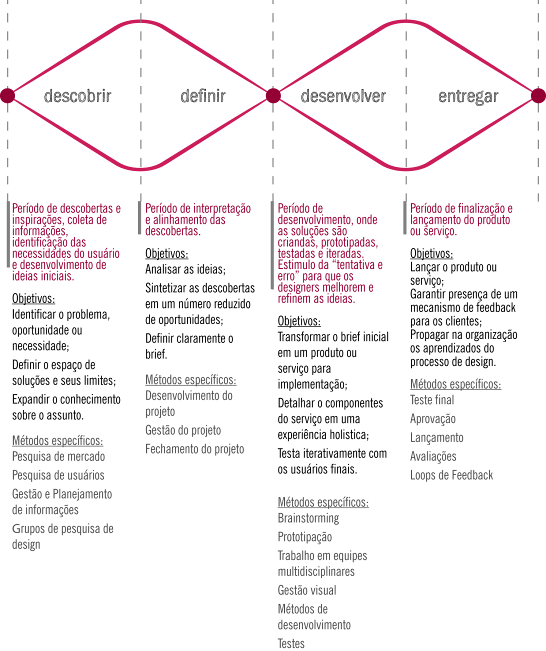 descobrir
definir
desenvolver
entregar
Período de descobertas e
inspirações, coleta de
informações,
identificação das
necessidades do usuário
e desenvolvimento de
ideias iniciais.
Objetivos:
Identificar o problema,
oportunidade ou
necessidade;
Definir o espaço de
soluções e seus limites;
Expandir o conhecimento
sobre o assunto.
Métodos específicos:
Pesquisa de mercado
Pesquisa de usuários
Gestão e Planejamento
de informações
Grupos de pesquisa de
design
Período de interpretação
e alinhamento das
descobertas.
Objetivos:
Analisar as ideias;
Sintetizar as descobertas
em um número reduzido
de oportunidades;
Definir claramente o
brief.
Métodos específicos:
Desenvolvimento do
projeto
Gestão do projeto
Fechamento do projeto
Período de
desenvolvimento, onde
as soluções são
criandas, prototipadas,
testadas e iteradas.
Estimulo da “tentativa e
erro” para que os
designers melhorem e
refinem as ideias.
Objetivos:
Transformar o brief inicial
em um produto ou
serviço para
implementação;
Detalhar o componentes
do serviço em uma
experiência holistica;
Testa iterativamente com
os usuários finais.
Métodos específicos:
Brainstorming
Prototipação
Trabalho em equipes
multidisciplinares
Gestão visual
Métodos de
desenvolvimento
Testes
Período de finalização e
lançamento do produto
ou serviço.
Objetivos:
Lançar o produto ou
serviço;
Garantir presença de um
mecanismo de feedback
para os clientes;
Propagar na organização
os aprendizados do
processo de design.
Métodos específicos:
Teste final
Aprovação
Lançamento
Avaliações
Loops de Feedback